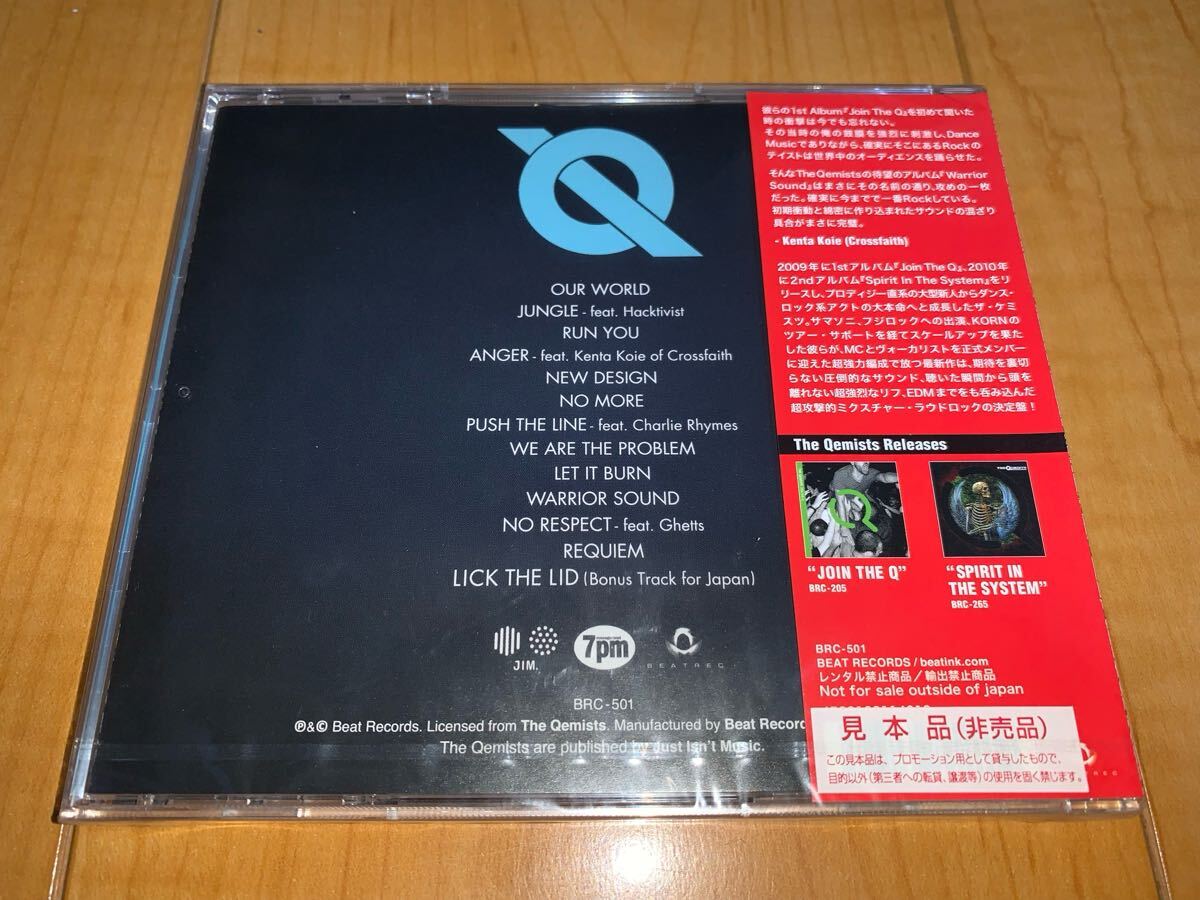 OUR WORLD
JUNGLE - feat. Hacktivist
RUN YOU
ANGER - feat. Kenta Koie of Crossfaith
NEW DESIGN
NO MORE
PUSH THE LINE - feat. Charlie Rhymes
WE ARE THE PROBLEM
LET IT BURN
WARRIOR SOUND
NO RESPECT - feat. Ghetts
REQUIEM
LICK THE LID (Bonus Track for Japan)
JIM.
7pm
BEATREC
BRC-501
℗&© Beat Records. Licensed from The Qemists. Manufactured by Beat Record
The Qemists are published by Just Isn't Music.
彼らの1st Album『Join The Q』を初めて聞いた
時の衝撃は今でも忘れない。
その当時の俺の鼓膜を強烈に刺激し、Dance
Musicでありながら、確実にそこにあるRockの
テイストは世界中のオーディエンスを踊らせた。
そんなThe Qemistsの待望のアルバム『Warrior
Sound』はまさにその名前の通り、攻めの一枚
だった。確実に今までで一番Rockしている。
初期衝動と綿密に作り込まれたサウンドの混ざり
具合がまさに完璧。
- Kenta Koie (Crossfaith)
2009年に1stアルバム『Join The Q』、2010年
に2ndアルバム『Spirit In The System』をリ
リースし、プロディジー直系の大型新人からダンス・
ロック系アクトの大本命へと成長したザ・ケミ
スツ。サマソニ、フジロックへの出演、KORNの
ツアー・サポートを経てスケールアップを果た
した彼らが、MCとヴォーカリストを正式メンバー
に迎えた超強力編成で放つ最新作は、期待を裏切
らない圧倒的なサウンド、聴いた瞬間から頭を
離れない超強烈なリフ、EDMまでをも呑み込んだ
超攻撃的ミクスチャー・ラウドロックの決定盤！
The Qemists Releases
THE QEMISTS
"JOIN THE Q"
BRC-205
"SPIRIT IN
THE SYSTEM"
BRC-265
BRC-501
BEAT RECORDS / beatink.com
レンタル禁止商品／輸出禁止商品
Not for sale outside of japan
見本品(非売品)
この見本品は、プロモーション用として貸与したもので、
目的以外(第三者への転貸、譲渡等)の使用を固く禁じます。